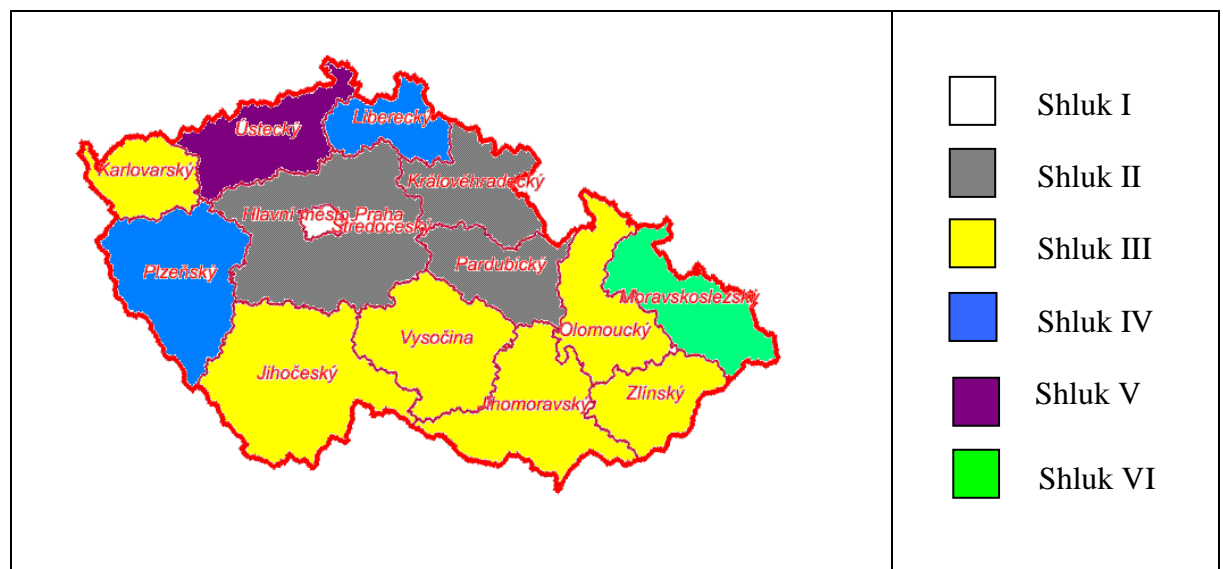 Ústecký
Liberecký
Karlovarský
Královéhradecký
Hlavní město Praha
Středočeský
Plzeňský
Pardubický
Moravskoslezský
Vysočina
Olomoucký
Jihočeský
Jihomoravský
Zlínský
Shluk I
Shluk II
Shluk III
Shluk IV
Shluk V
Shluk VI